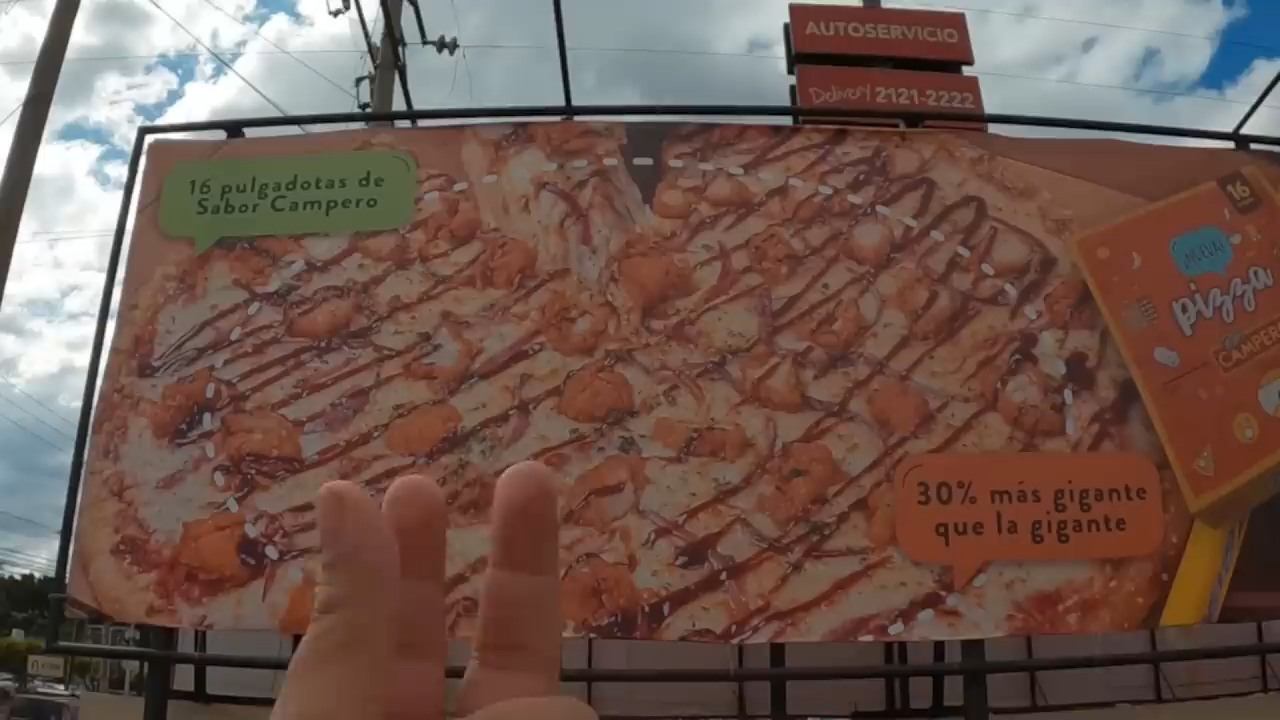 AUTOSERVICIO
Delivery 2121-2222
16 pulgadotas de
Sabor Campero
16
¡NUEVA!
pizza
CAMPERO
30% más gigante
que la gigante